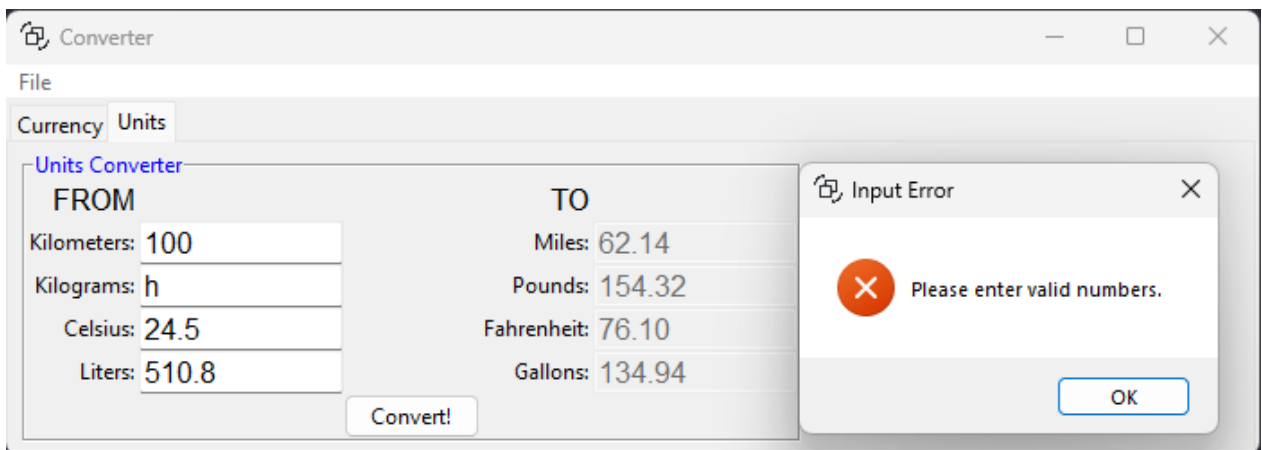 Converter
File
Currency Units
Units Converter
FROM TO
Kilometers: 100 Miles: 62.14
Kilograms: h Pounds: 154.32
Celsius: 24.5 Fahrenheit: 76.10
Liters: 510.8 Gallons: 134.94
Convert!
Input Error
Please enter valid numbers.
OK